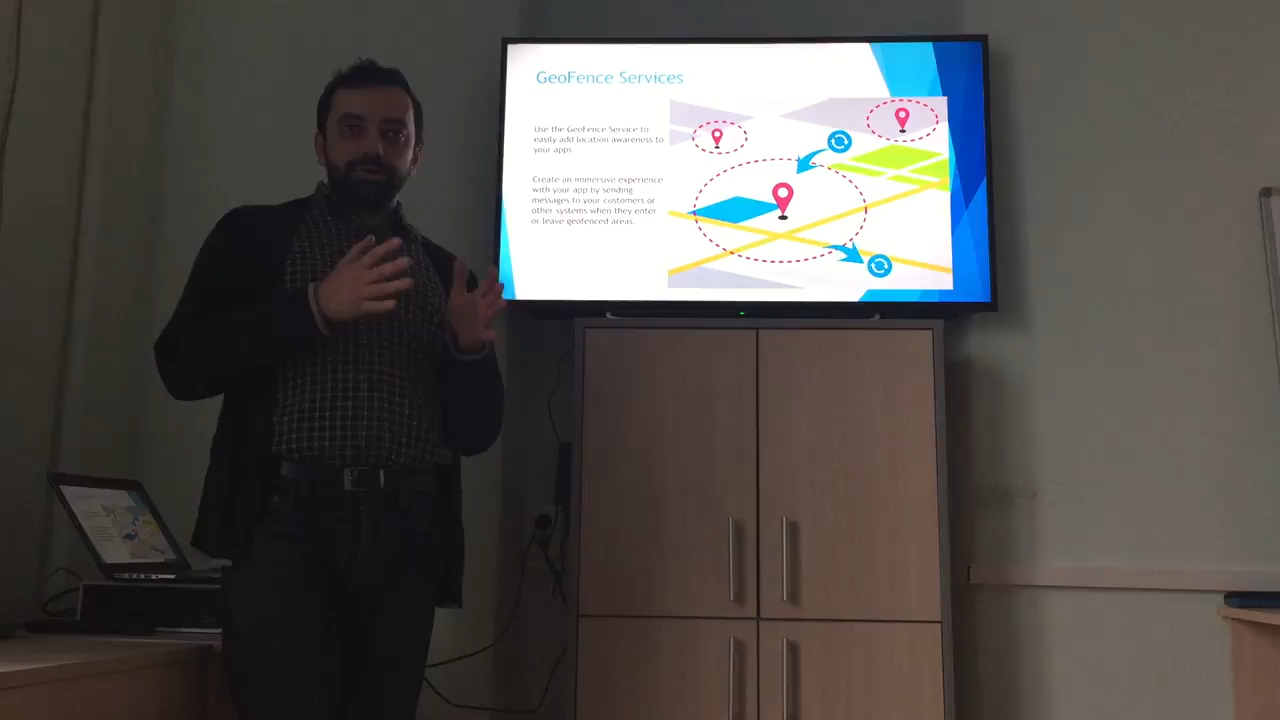 GeoFence Services
Use the GeoFence Service to
easily add location awareness to
your apps
Create an immersive experience
with your app by sending
messages to your customers or
other systems when they enter
or leave geofenced areas.